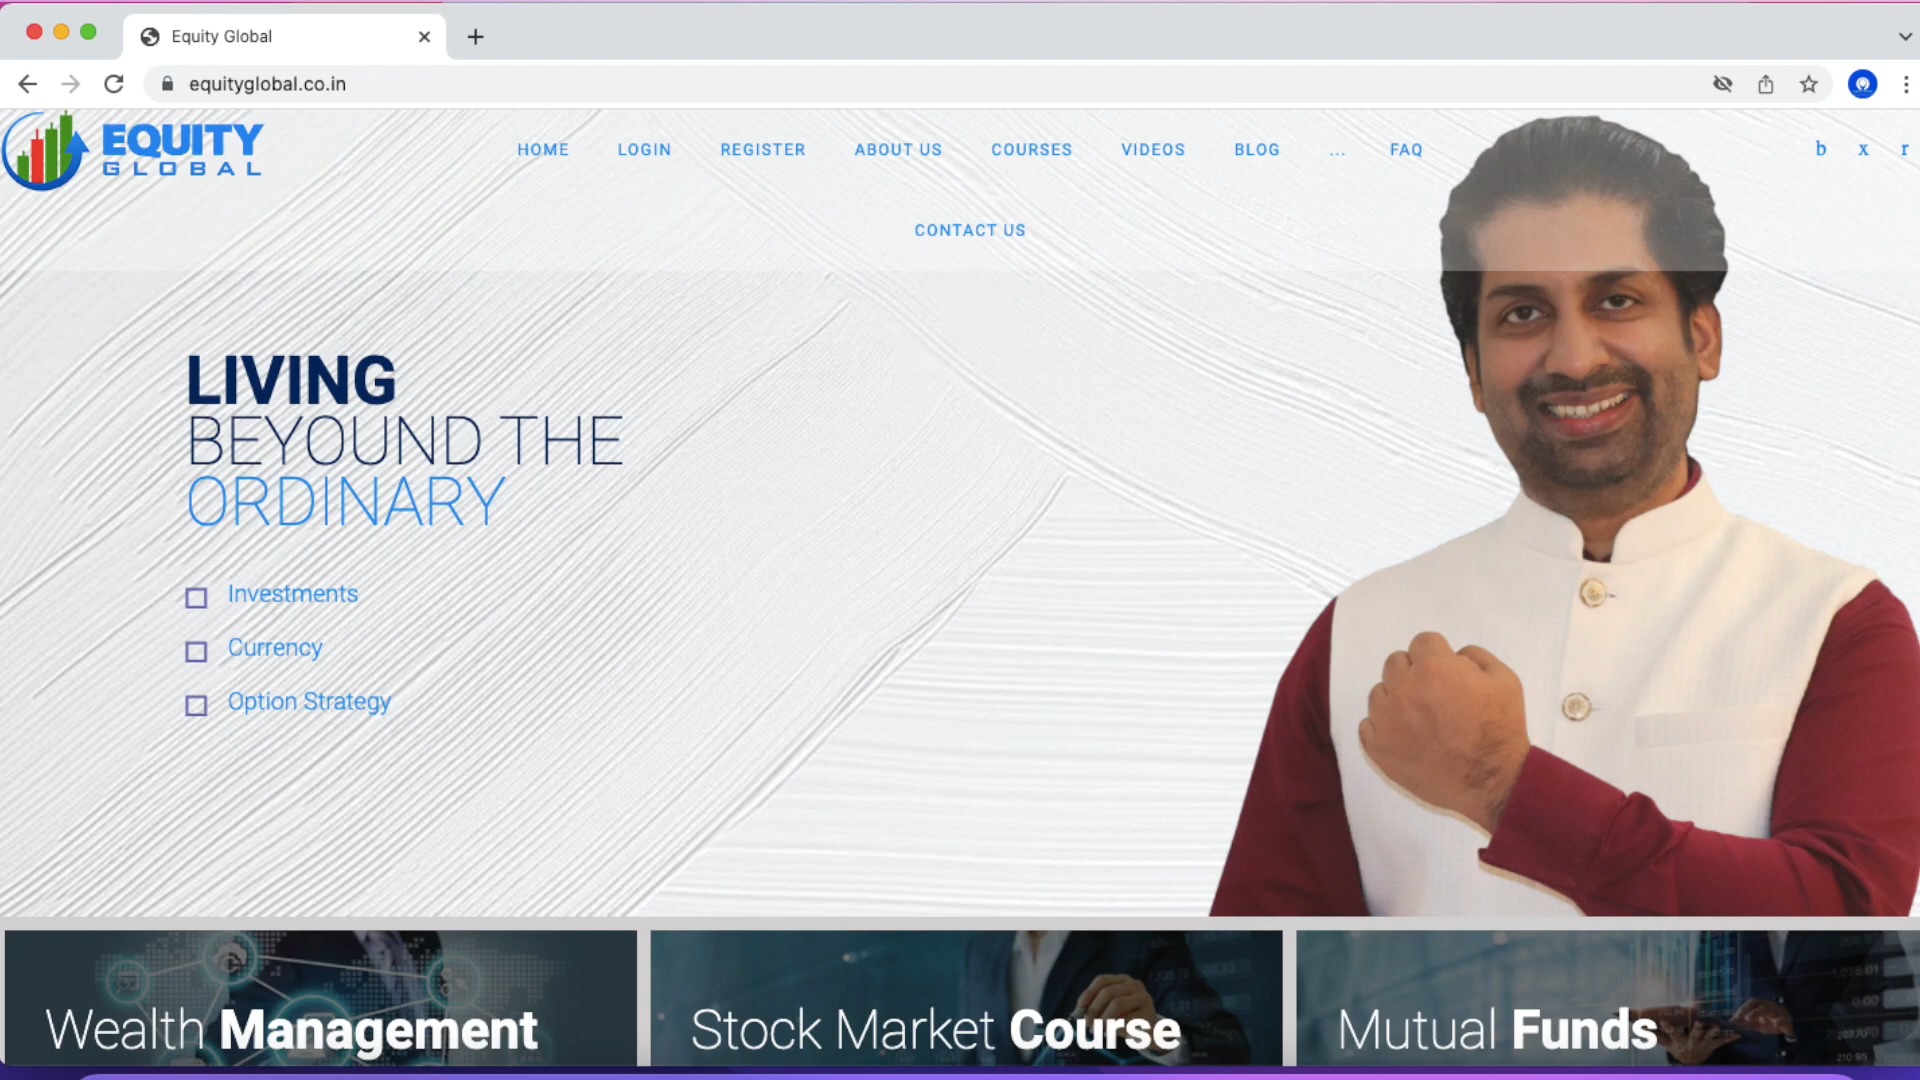 Equity Global
equityglobal.co.in
EQUITY
GLOBAL
HOME LOGIN REGISTER ABOUT US COURSES VIDEOS BLOG ... FAQ
b x r
CONTACT US
LIVING
BEYOUND THE
ORDINARY
Investments
Currency
Option Strategy
Wealth Management
Stock Market Course
Mutual Funds